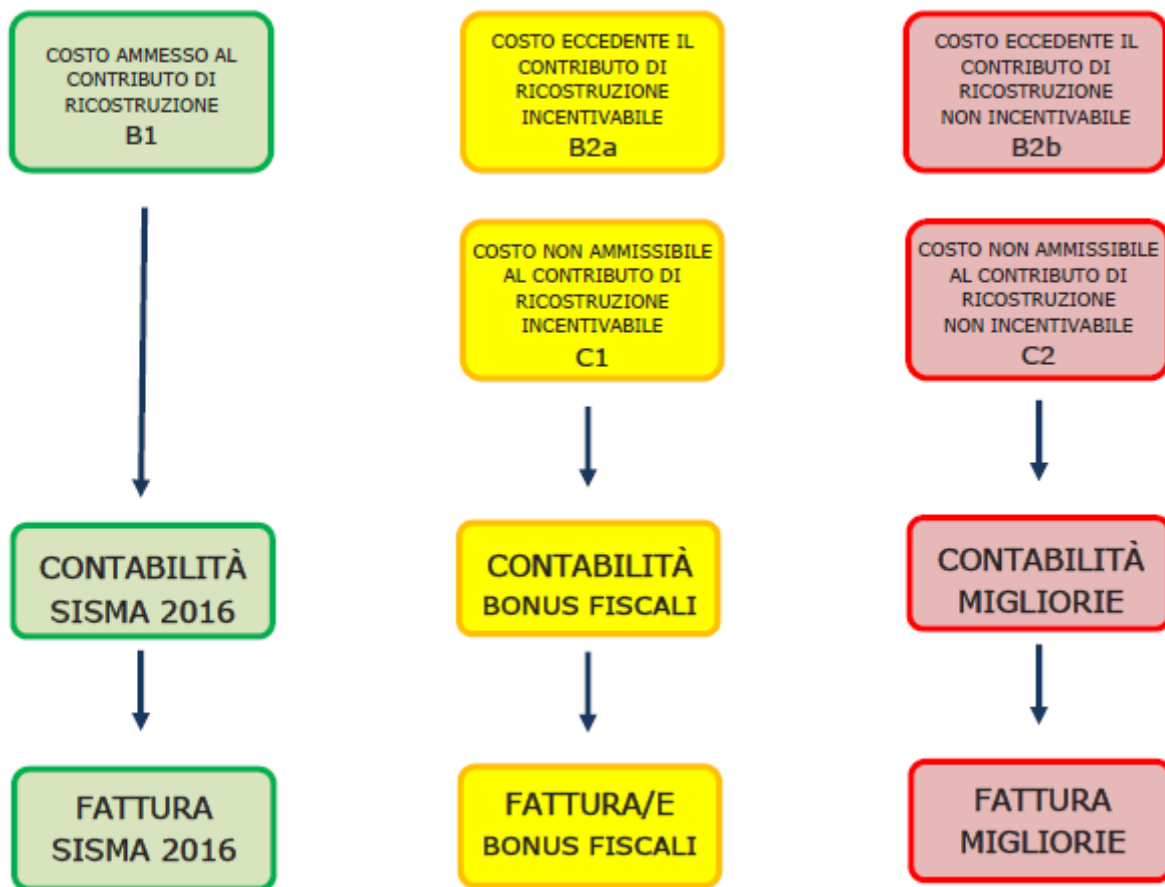 COSTO AMMESSO AL
CONTRIBUTO DI
RICOSTRUZIONE
B1
COSTO ECCEDENTE IL
CONTRIBUTO DI
RICOSTRUZIONE
INCENTIVABILE
B2a
COSTO ECCEDENTE IL
CONTRIBUTO DI
RICOSTRUZIONE
NON INCENTIVABILE
B2b
COSTO NON AMMISSIBILE
AL CONTRIBUTO DI
RICOSTRUZIONE
INCENTIVABILE
C1
COSTO NON AMMISSIBILE
AL CONTRIBUTO DI
RICOSTRUZIONE
NON INCENTIVABILE
C2
CONTABILITÀ
SISMA 2016
CONTABILITÀ
BONUS FISCALI
CONTABILITÀ
MIGLIORIE
FATTURA
SISMA 2016
FATTURA/E
BONUS FISCALI
FATTURA
MIGLIORIE